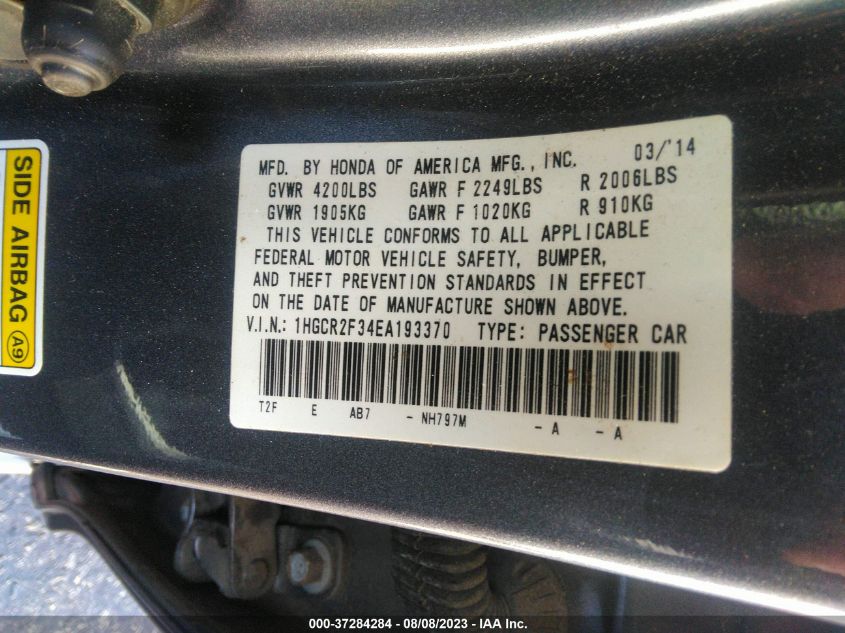 SIDE AIRBAG
A9
MFD. BY HONDA OF AMERICA MFG., INC. 03/'14
GVWR 4200LBS GAWR F 2249LBS R 2006LBS
GVWR 1905KG GAWR F 1020KG R 910KG
THIS VEHICLE CONFORMS TO ALL APPLICABLE
FEDERAL MOTOR VEHICLE SAFETY, BUMPER,
AND THEFT PREVENTION STANDARDS IN EFFECT
ON THE DATE OF MANUFACTURE SHOWN ABOVE.
V.I.N.: 1HGCR2F34EA193370 TYPE: PASSENGER CAR
T2F E AB7 - NH797M - A - A
000-37284284 - 08/08/2023 - IAA Inc.